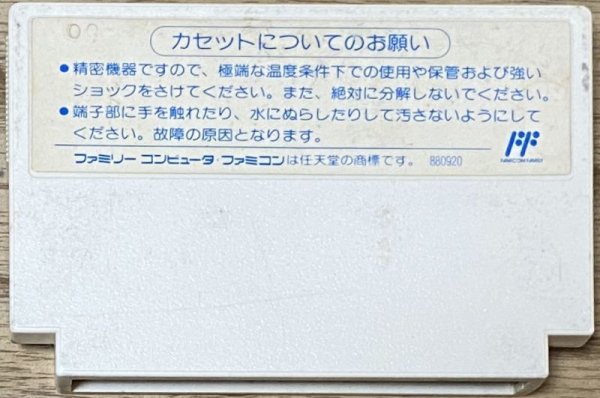 カセットについてのお願い
●精密機器ですので、極端な温度条件下での使用や保管および強い
ショックをさけてください。また、絶対に分解しないでください。
●端子部に手を触れたり、水にぬらしたりして汚さないようにして
ください。故障の原因となります。
ファミリー コンピュータ・ファミコンは任天堂の商標です。 880920